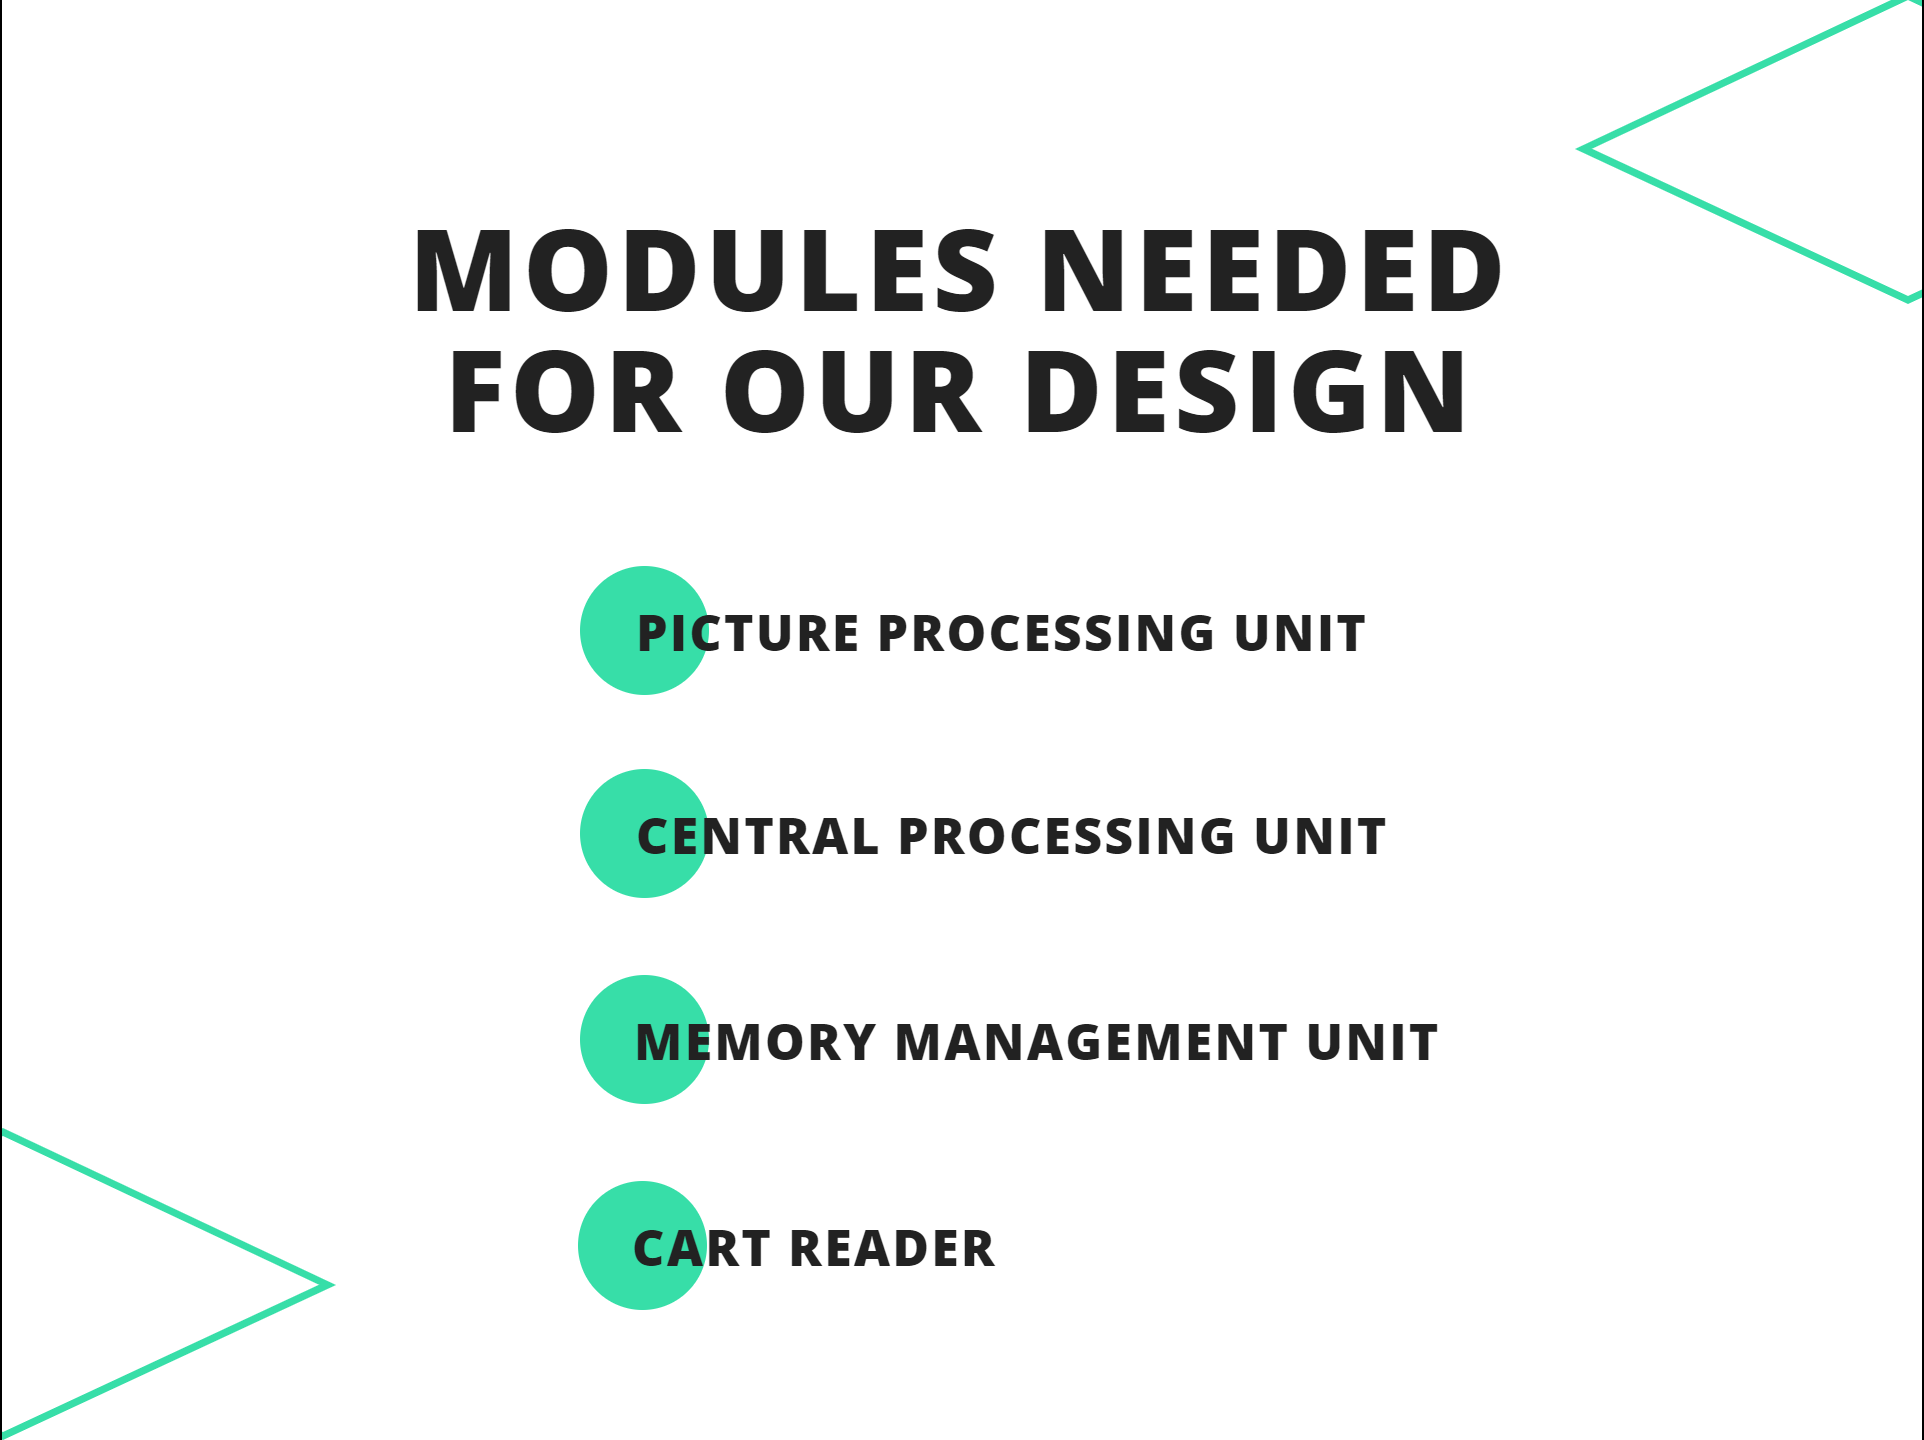 MODULES NEEDED
FOR OUR DESIGN
PICTURE PROCESSING UNIT
CENTRAL PROCESSING UNIT
MEMORY MANAGEMENT UNIT
CART READER